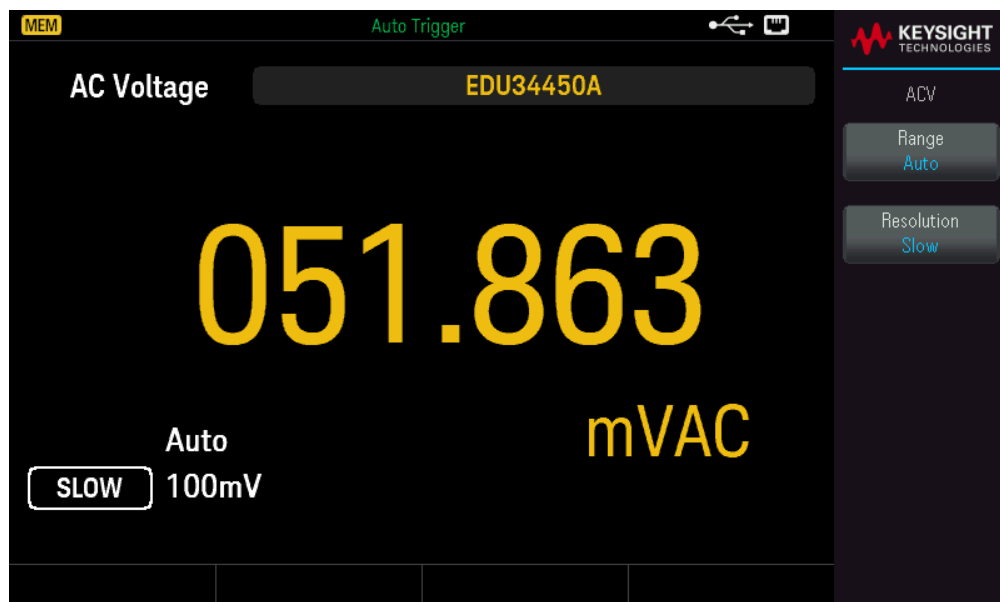 MEM
Auto Trigger
KEYSIGHT
TECHNOLOGIES
AC Voltage
EDU34450A
ACV
Range
Auto
Resolution
Slow
051.863
mVAC
Auto
SLOW
100mV